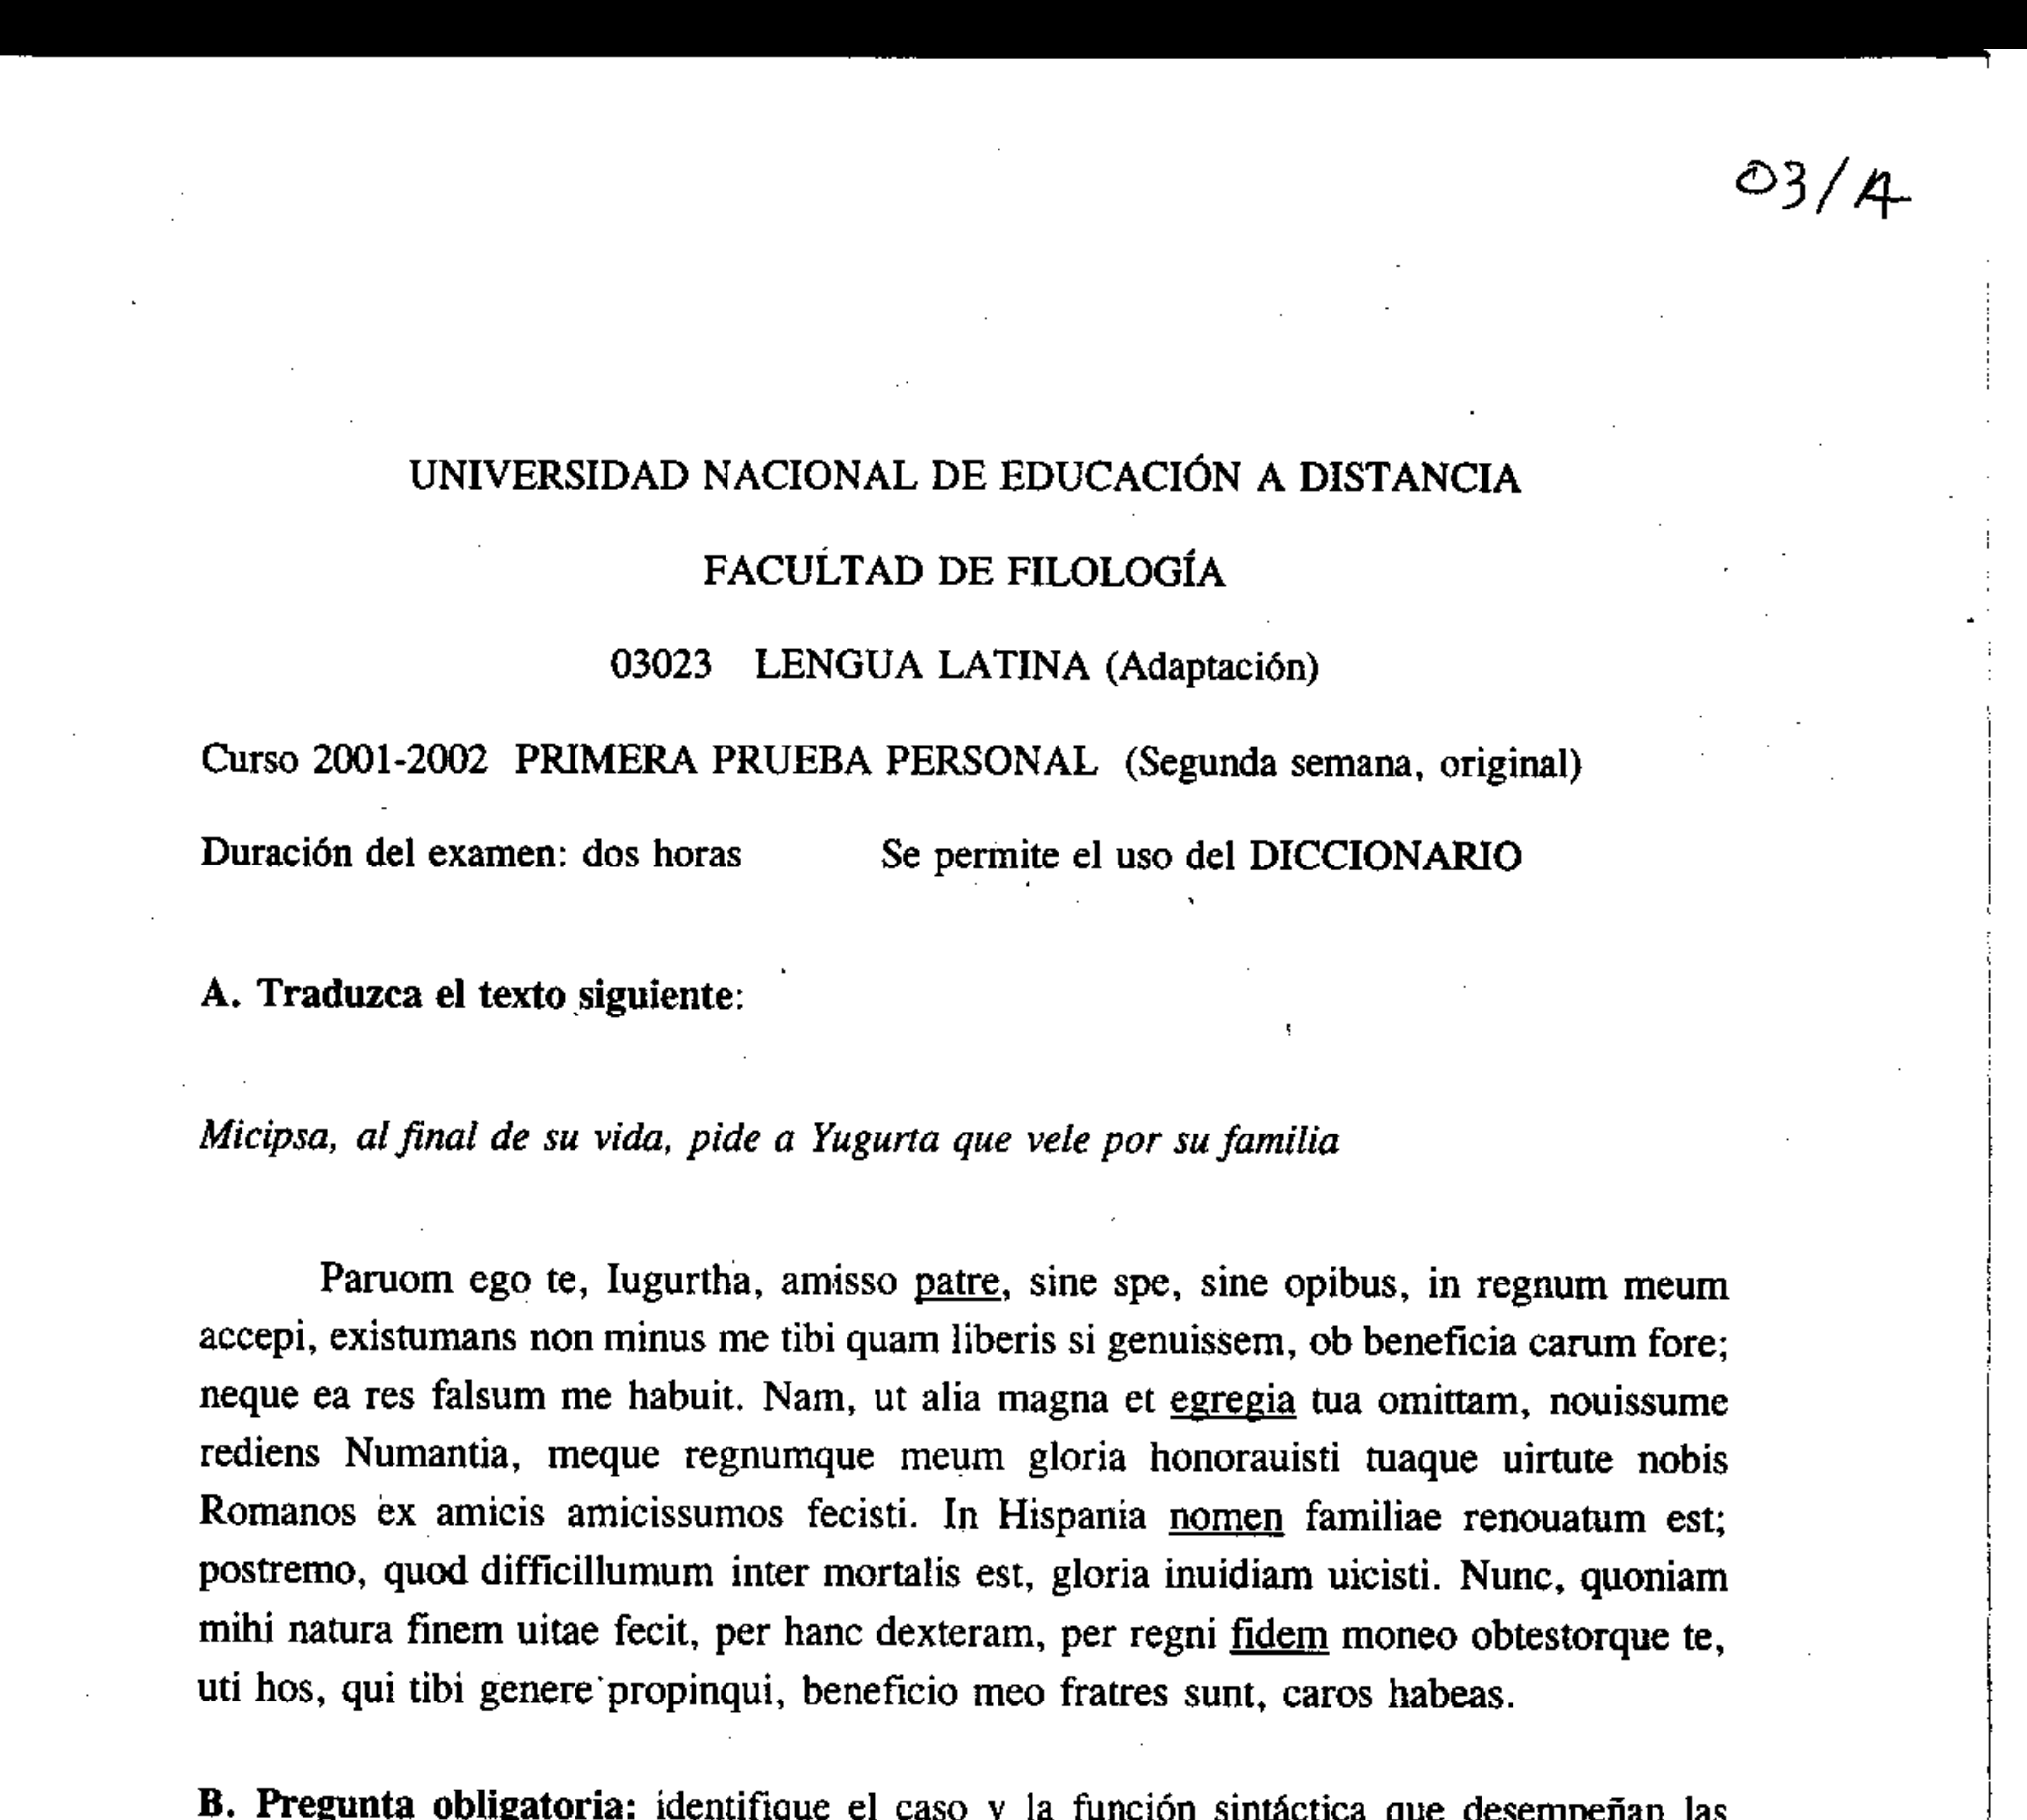 03/A
UNIVERSIDAD NACIONAL DE EDUCACIÓN A DISTANCIA
FACULTAD DE FILOLOGÍA
03023 LENGUA LATINA (Adaptación)
Curso 2001-2002 PRIMERA PRUEBA PERSONAL (Segunda semana, original)
Duración del examen: dos horas Se permite el uso del DICCIONARIO
A. Traduzca el texto siguiente:
Micipsa, al final de su vida, pide a Yugurta que vele por su familia
Paruom ego te, Iugurtha, amisso patre, sine spe, sine opibus, in regnum meum
accepi, existumans non minus me tibi quam liberis si genuissem, ob beneficia carum fore;
neque ea res falsum me habuit. Nam, ut alia magna et egregia tua omittam, nouissume
rediens Numantia, meque regnumque meum gloria honorauisti tuaque uirtute nobis
Romanos ex amicis amicissumos fecisti. In Hispania nomen familiae renouatum est;
postremo, quod difficillumum inter mortalis est, gloria inuidiam uicisti. Nunc, quoniam
mihi natura finem uitae fecit, per hanc dexteram, per regni fidem moneo obtestorque te,
uti hos, qui tibi genere propinqui, beneficio meo fratres sunt, caros habeas.
B. Pregunta obligatoria: identifique el caso y la función sintáctica que desempeñan las